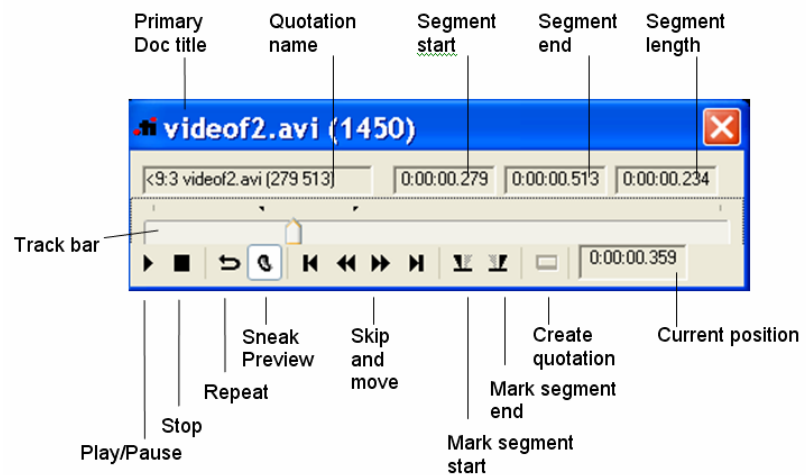 Primary
Doc title
Quotation
name
Segment
start
Segment
end
Segment
length
videof2.avi (1450)
<9:3 videof2.avi (279 513)
0:00:00.279
0:00:00.513
0:00:00.234
Track bar
0:00:00.359
Play/Pause
Stop
Repeat
Sneak
Preview
Skip
and
move
Mark segment
start
Mark segment
end
Create
quotation
Current position